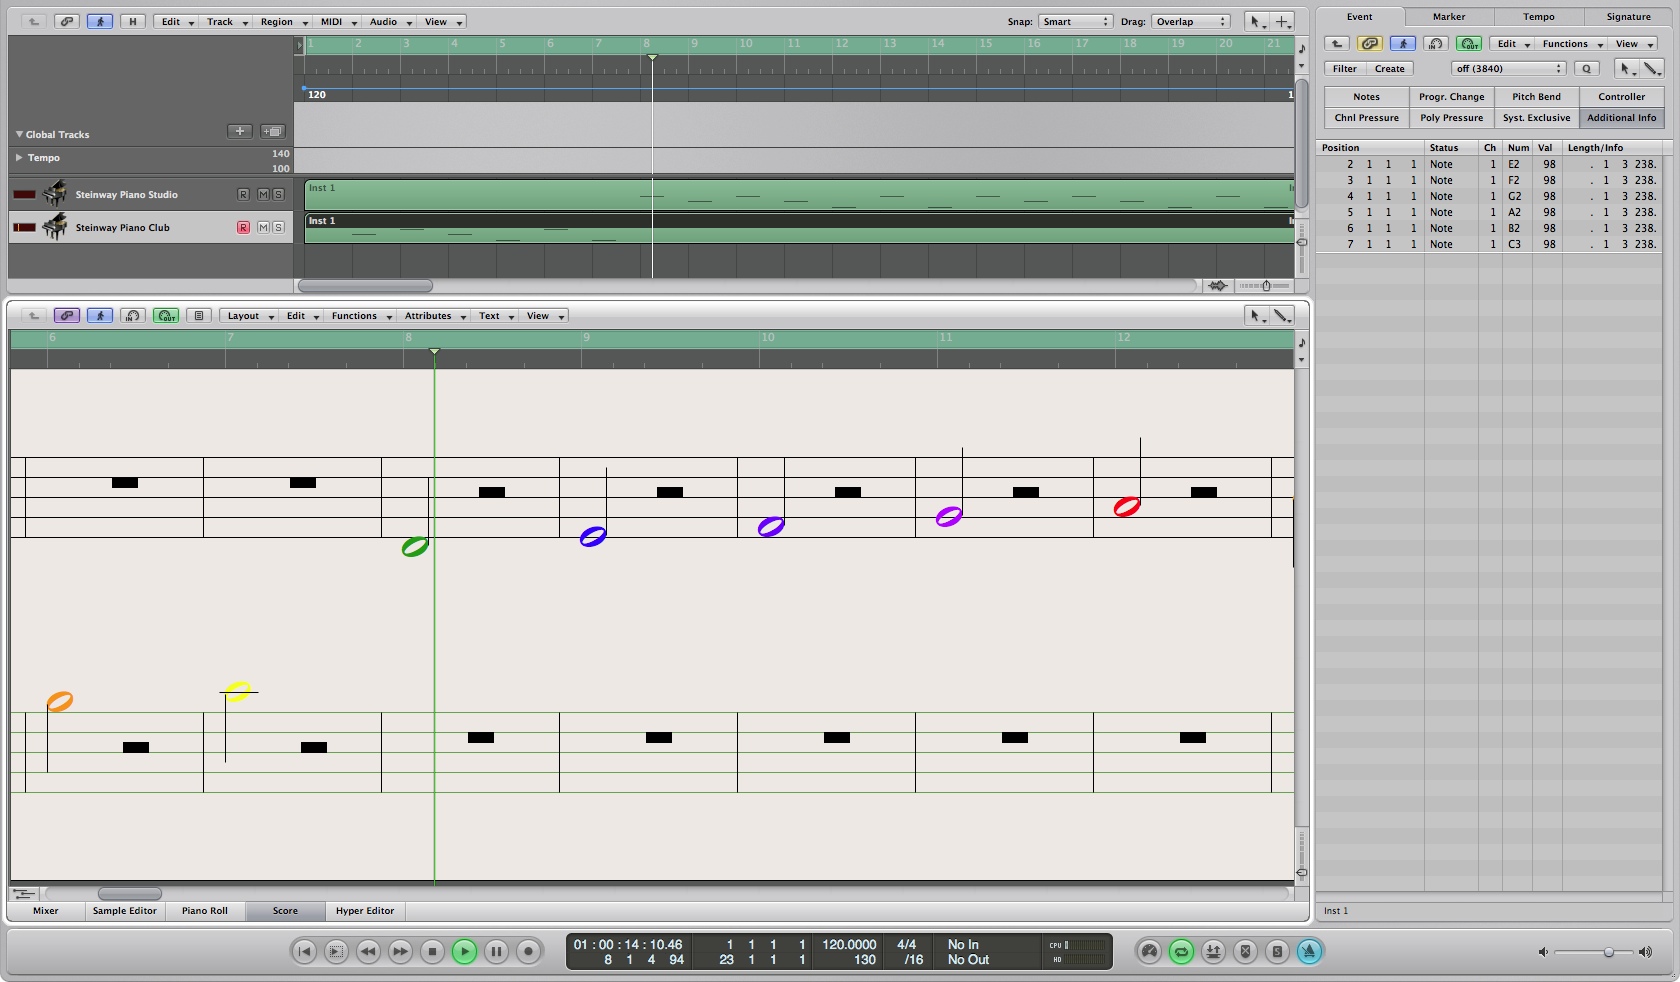 H Edit Track Region MIDI Audio View Snap: Smart Drag: Overlap
1 2 3 4 5 6 7 8 9 10 11 12 13 14 15 16 17 18 19 20 21
120 1
Global Tracks
Tempo 140
100
Steinway Piano Studio R M S Inst 1
Steinway Piano Club R M S Inst 1
IN OUT Layout Edit Functions Attributes Text View
6 7 8 9 10 11 12
Mixer Sample Editor Piano Roll Score Hyper Editor
Event Marker Tempo Signature
IN OUT Edit Functions View
Filter Create off (3840) Q
Notes Progr. Change Pitch Bend Controller
Chnl Pressure Poly Pressure Syst. Exclusive Additional Info
Position Status Ch Num Val Length/Info
2 1 1 1 Note 1 E2 98 . 1 3 238.
3 1 1 1 Note 1 F2 98 . 1 3 238.
4 1 1 1 Note 1 G2 98 . 1 3 238.
5 1 1 1 Note 1 A2 98 . 1 3 238.
6 1 1 1 Note 1 B2 98 . 1 3 238.
7 1 1 1 Note 1 C3 98 . 1 3 238.
Inst 1
01 : 00 : 14 : 10.46 1 1 1 1 120.0000 4/4 No In CPU
8 1 4 94 23 1 1 1 130 /16 No Out HD
S